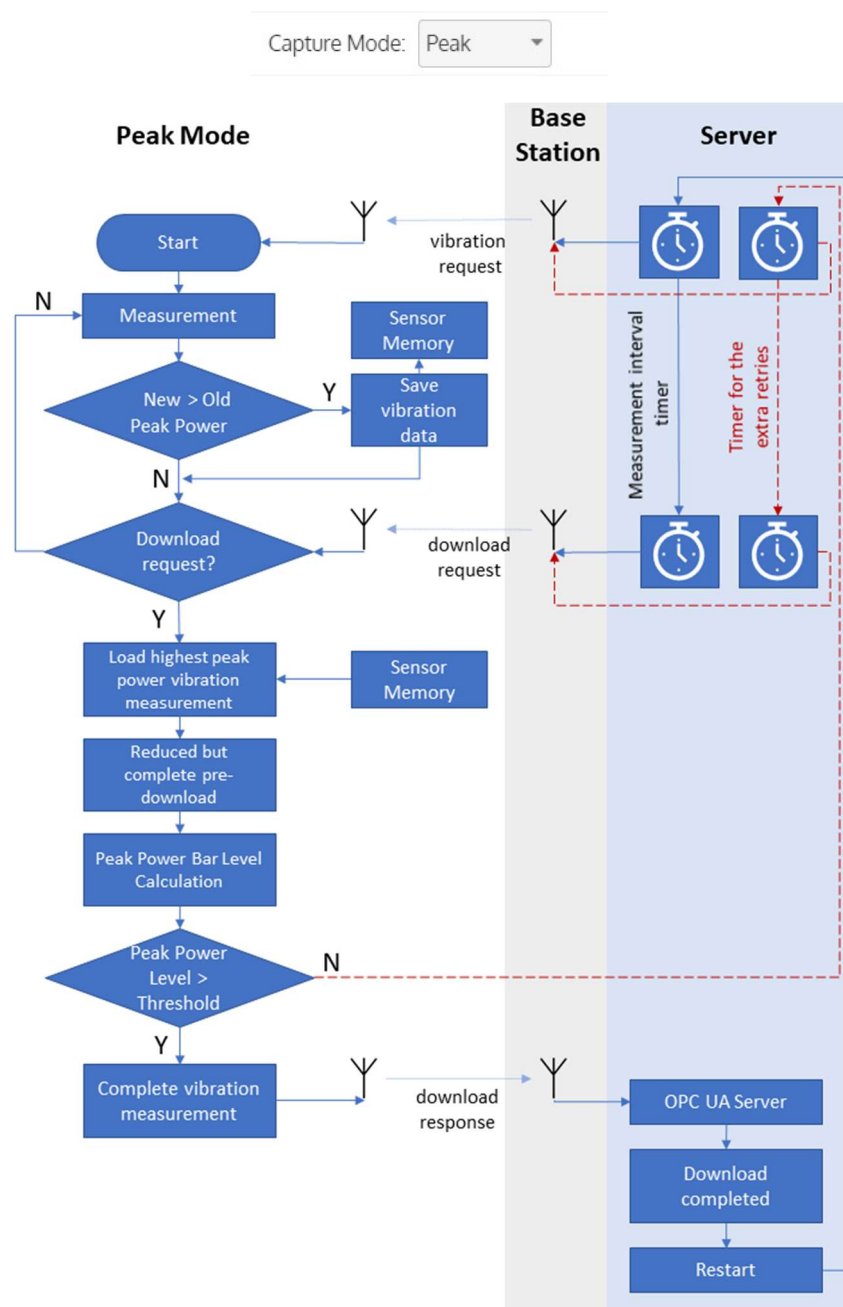 Capture Mode: Peak
Peak Mode
Base
Station
Server
Start
vibration
request
N
Measurement
Sensor
Memory
New > Old
Peak Power
Y
Save
vibration
data
Measurement interval
timer
Timer for the
extra retries
N
Download
request?
download
request
Y
Load highest peak
power vibration
measurement
Sensor
Memory
Reduced but
complete pre-
download
Peak Power Bar Level
Calculation
Peak Power
Level >
Threshold
N
Y
Complete vibration
measurement
download
response
OPC UA Server
Download
completed
Restart